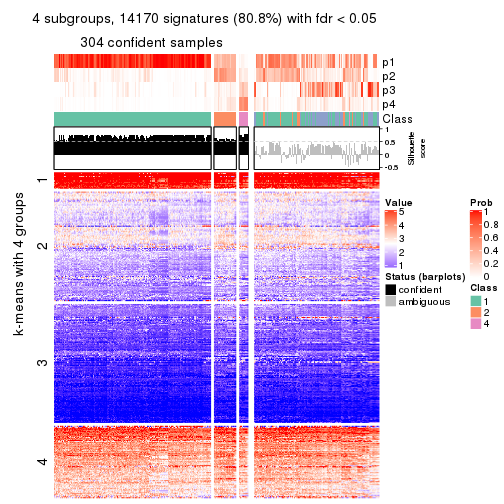 4 subgroups, 14170 signatures (80.8%) with fdr < 0.05
304 confident samples
p1
p2
p3
p4
Class
1
0.5
0
-0.5
Silhouette
score
k-means with 4 groups
1
2
3
4
Value
5
4
3
2
1
Status (barplots)
confident
ambiguous
Prob
1
0.8
0.6
0.4
0.2
0
Class
1
2
4